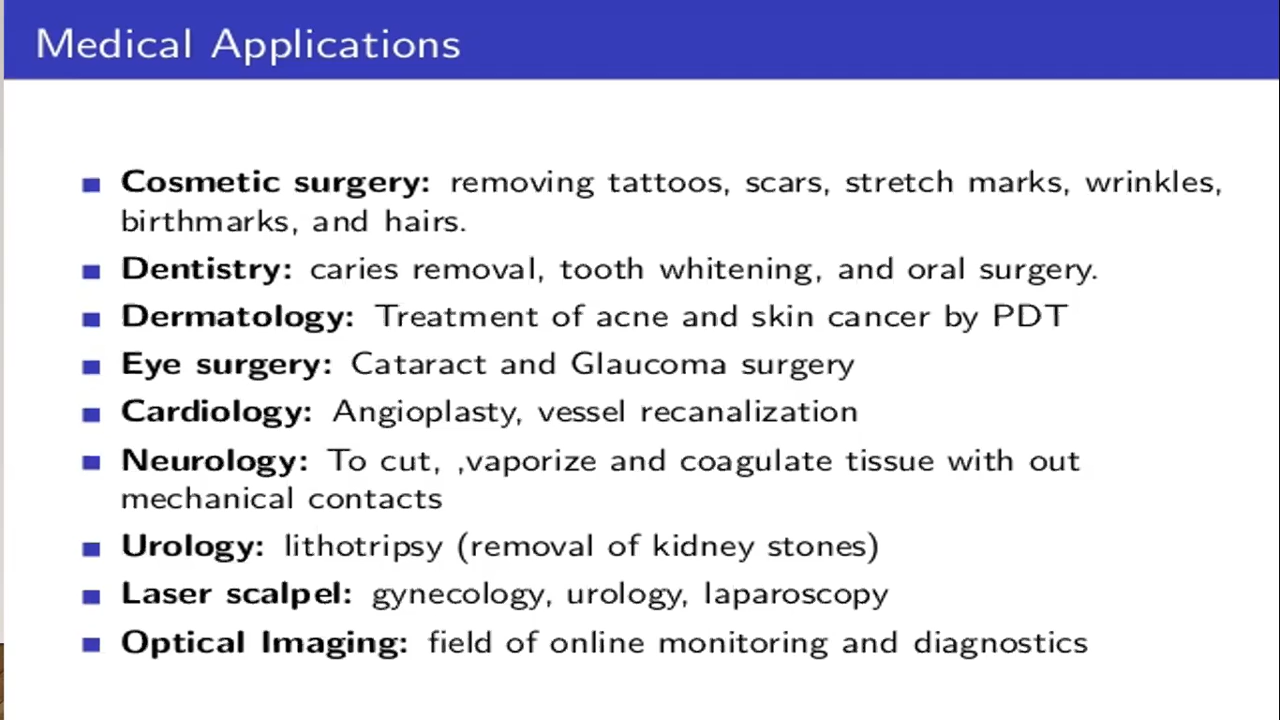 Medical Applications
Cosmetic surgery: removing tattoos, scars, stretch marks, wrinkles,
birthmarks, and hairs.
Dentistry: caries removal, tooth whitening, and oral surgery.
Dermatology: Treatment of acne and skin cancer by PDT
Eye surgery: Cataract and Glaucoma surgery
Cardiology: Angioplasty, vessel recanalization
Neurology: To cut, ,vaporize and coagulate tissue with out
mechanical contacts
Urology: lithotripsy (removal of kidney stones)
Laser scalpel: gynecology, urology, laparoscopy
Optical Imaging: field of online monitoring and diagnostics